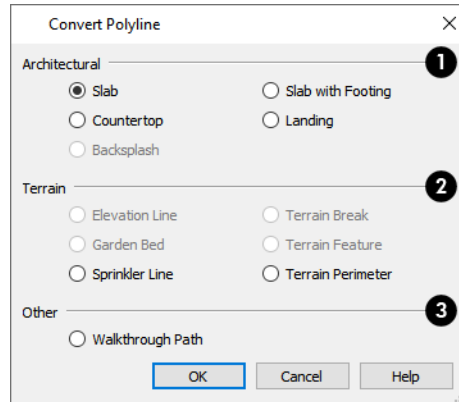 Convert Polyline
Architectural 1
Slab Slab with Footing
Countertop Landing
Backsplash
Terrain 2
Elevation Line Terrain Break
Garden Bed Terrain Feature
Sprinkler Line Terrain Perimeter
Other 3
Walkthrough Path
OK Cancel Help